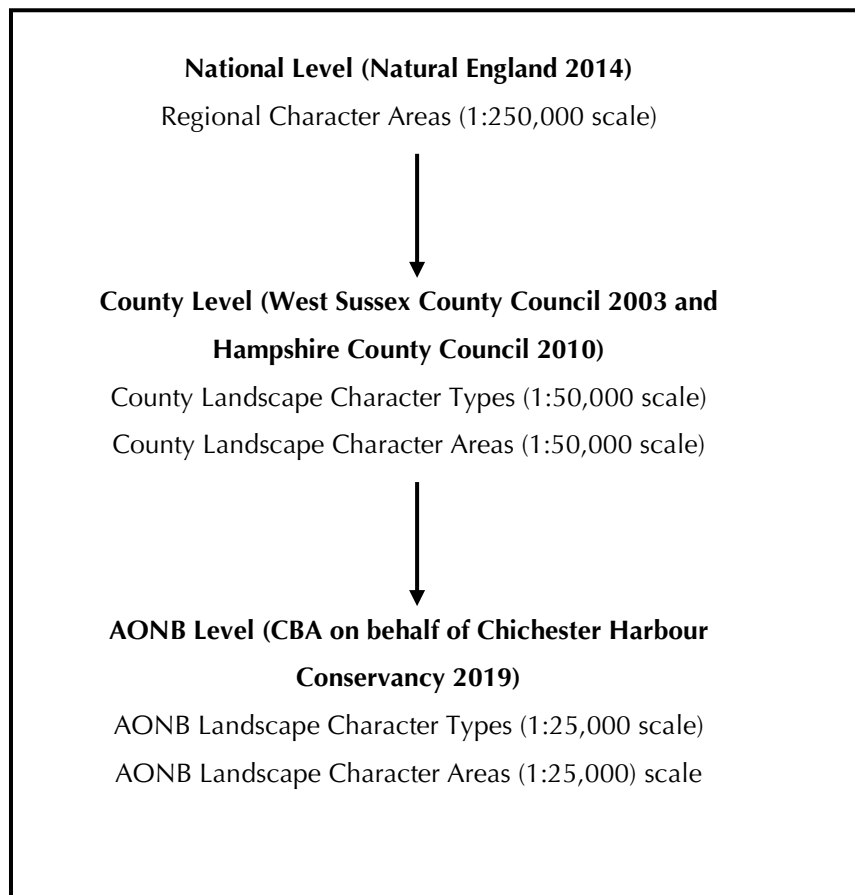 National Level (Natural England 2014)
Regional Character Areas (1:250,000 scale)
County Level (West Sussex County Council 2003 and
Hampshire County Council 2010)
County Landscape Character Types (1:50,000 scale)
County Landscape Character Areas (1:50,000 scale)
AONB Level (CBA on behalf of Chichester Harbour
Conservancy 2019)
AONB Landscape Character Types (1:25,000 scale)
AONB Landscape Character Areas (1:25,000) scale